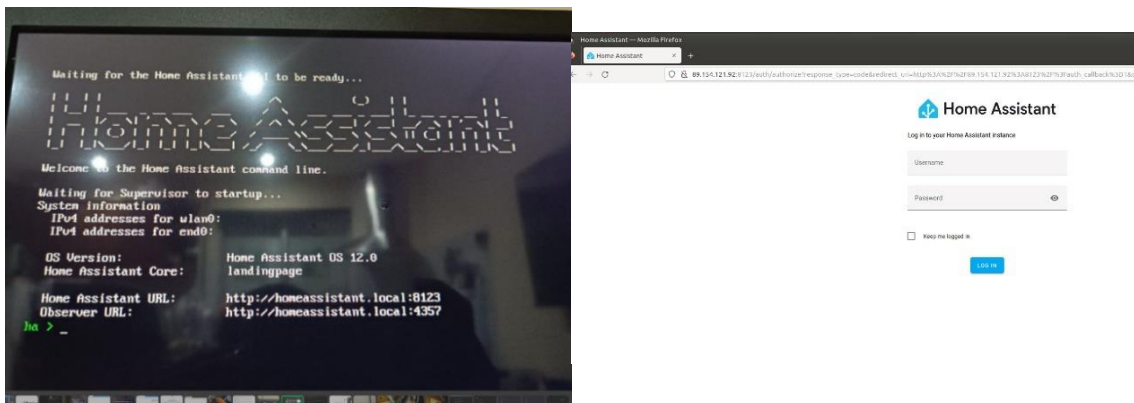 Waiting for the Home Assistant CLI to be ready...
Home Assistant
Welcome to the Home Assistant command line.
Waiting for Supervisor to startup...
System information
IPv4 addresses for wlan0:
IPv4 addresses for end0:
OS Version: Home Assistant OS 12.0
Home Assistant Core: landingpage
Home Assistant URL: http://homeassistant.local:8123
Observer URL: http://homeassistant.local:4357
ha > _
Home Assistant — Mozilla Firefox
Home Assistant × +
89.154.121.92:8123/auth/authorize?response_type=code&redirect_uri=http%3A%2F%2F89.154.121.92%3A8123%2F%3Fauth_callback%3D1&
Home Assistant
Log in to your Home Assistant instance
Username
Password
Keep me logged in
LOG IN